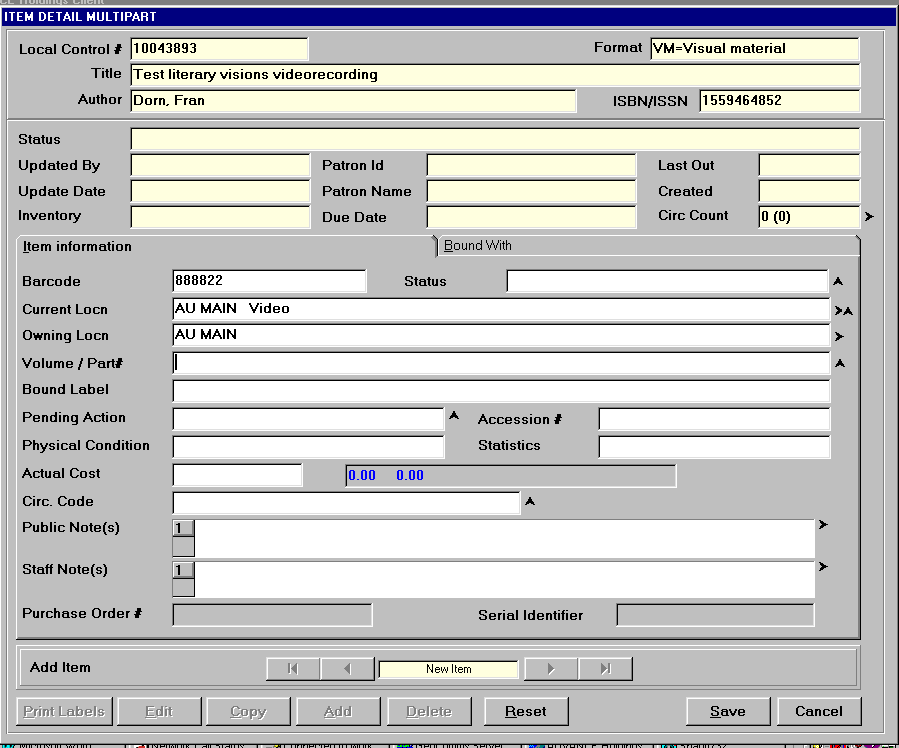 CE Holdings Client
ITEM DETAIL MULTIPART
Local Control # 10043893 Format VM=Visual material
Title Test literary visions videorecording
Author Dorn, Fran ISBN/ISSN 1559464852
Status
Updated By Patron Id Last Out
Update Date Patron Name Created
Inventory Due Date Circ Count 0 (0)
Item information Bound With
Barcode 888822 Status
Current Locn AU MAIN Video
Owning Locn AU MAIN
Volume / Part#
Bound Label
Pending Action Accession #
Physical Condition Statistics
Actual Cost 0.00 0.00
Circ. Code
Public Note(s) 1
Staff Note(s) 1
Purchase Order # Serial Identifier
Add Item New Item
Print Labels Edit Copy Add Delete Reset Save Cancel
Microsoft Word